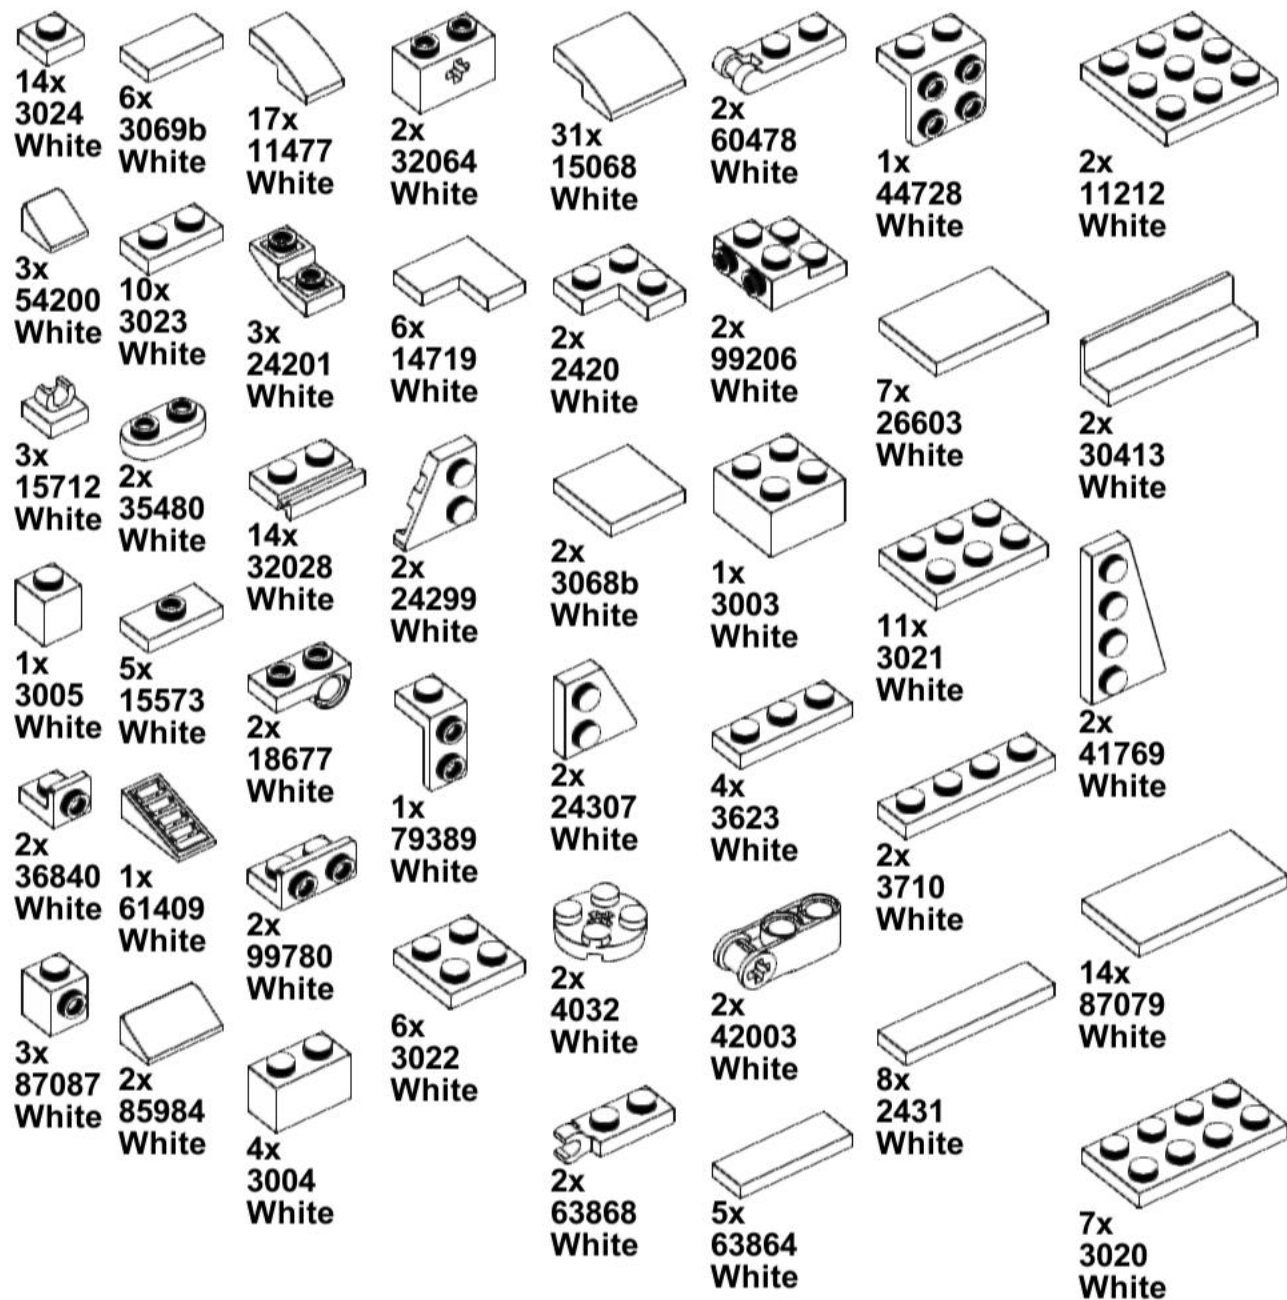 14x
3024
White
3x
54200
White
3x
15712
White
1x
3005
White
2x
36840
White
3x
87087
White
6x
3069b
White
10x
3023
White
2x
35480
White
5x
15573
White
1x
61409
White
2x
85984
White
17x
11477
White
3x
24201
White
14x
32028
White
2x
18677
White
2x
99780
White
4x
3004
White
2x
32064
White
6x
14719
White
2x
24299
White
1x
79389
White
6x
3022
White
31x
15068
White
2x
2420
White
2x
3068b
White
2x
24307
White
2x
4032
White
2x
63868
White
2x
60478
White
2x
99206
White
1x
3003
White
4x
3623
White
2x
42003
White
5x
63864
White
1x
44728
White
7x
26603
White
11x
3021
White
2x
3710
White
8x
2431
White
2x
11212
White
2x
30413
White
2x
41769
White
14x
87079
White
7x
3020
White